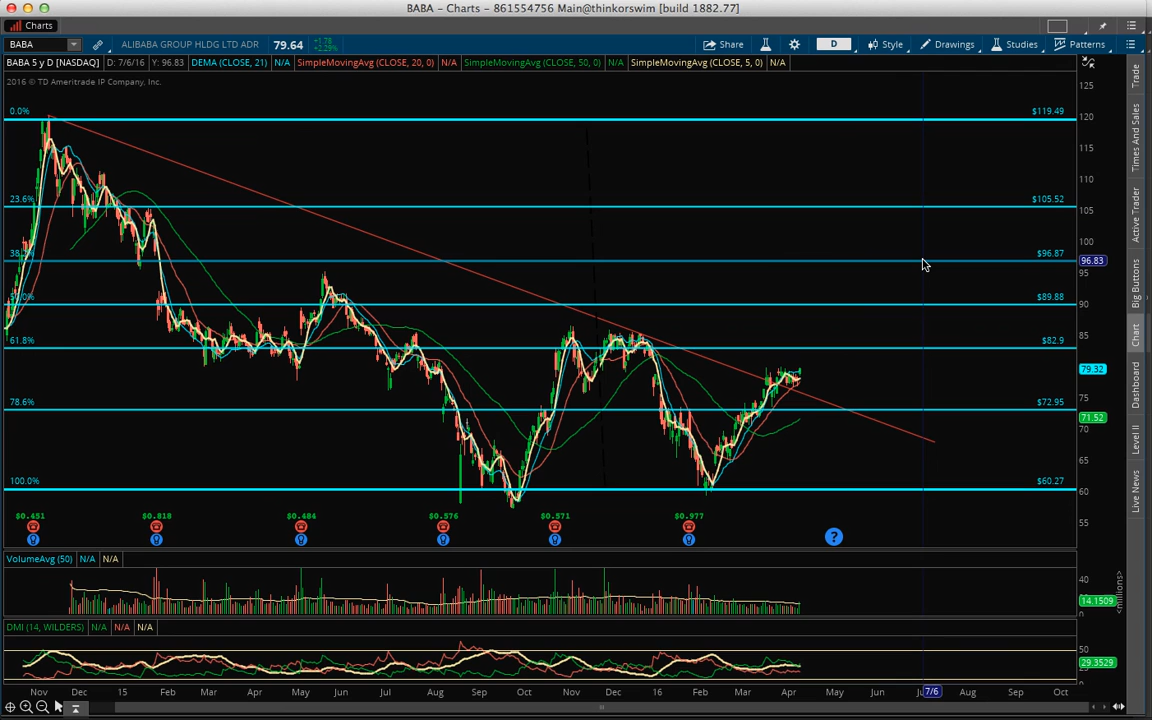 BABA - Charts - 861554756 Main@thinkorswim [build 1882.77]
Charts
BABA ALIBABA GROUP HLDG LTD ADR 79.64 +1.78 +2.29% Share D Style Drawings Studies Patterns
BABA 5 y D [NASDAQ] D: 7/6/16 Y: 96.83 DEMA (CLOSE, 21) N/A SimpleMovingAvg (CLOSE, 20, 0) N/A SimpleMovingAvg (CLOSE, 50, 0) N/A SimpleMovingAvg (CLOSE, 5, 0) N/A
2016 © TD Ameritrade IP Company, Inc.
0.0% $119.49
23.6% $105.52
$96.87
$89.88
61.8% $82.9
78.6% $72.95
100.0% $60.27
125
120
115
110
105
100
96.83
95
90
85
79.32
75
71.52
70
65
60
55
$0.451 $0.818 $0.484 $0.576 $0.571 $0.977
?
VolumeAvg (50) N/A N/A
40
14.1509
<millions>
DMI (14, WILDERS) N/A N/A N/A
50
29.3529
0
Nov Dec 15 Feb Mar Apr May Jun Jul Aug Sep Oct Nov Dec 16 Feb Mar Apr May Jun 7/6 Aug Sep Oct
Trade
Times And Sales
Active Trader
Big Buttons
Chart
Dashboard
Level II
Live News